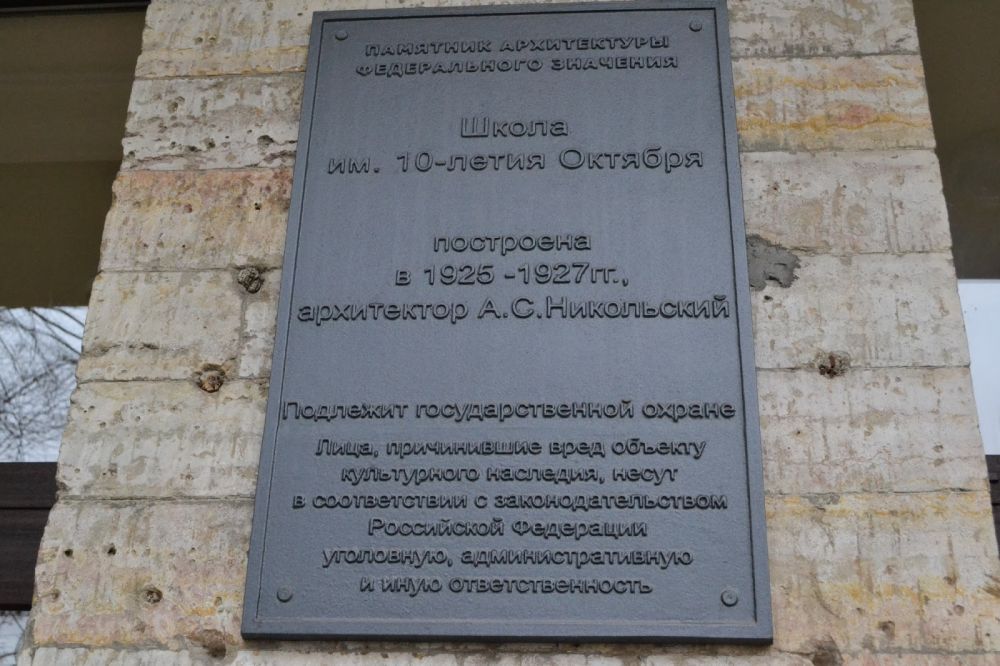 ПАМЯТНИК АРХИТЕКТУРЫ
ФЕДЕРАЛЬНОГО ЗНАЧЕНИЯ
Школа
им. 10-летия Октября
построена
в 1925 -1927гг.,
архитектор А.С.Никольский
Подлежит государственной охране
Лица, причинившие вред объекту
культурного наследия, несут
в соответствии с законодательством
Российской Федерации
уголовную, административную
и иную ответственность